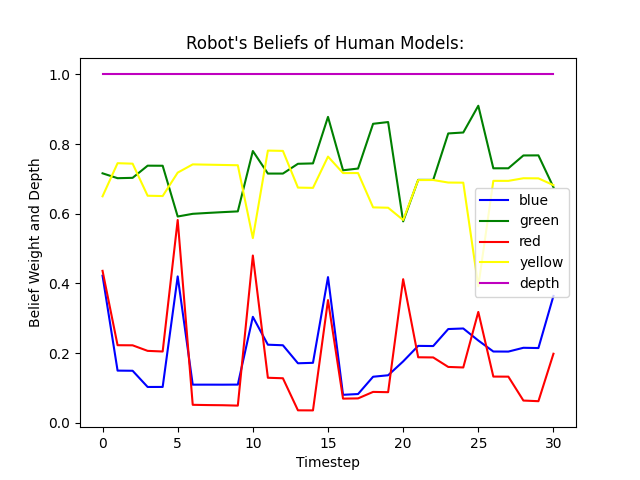 Robot's Beliefs of Human Models:
Belief Weight and Depth
1.0
0.8
0.6
0.4
0.2
0.0
blue
green
red
yellow
depth
0 5 10 15 20 25 30
Timestep